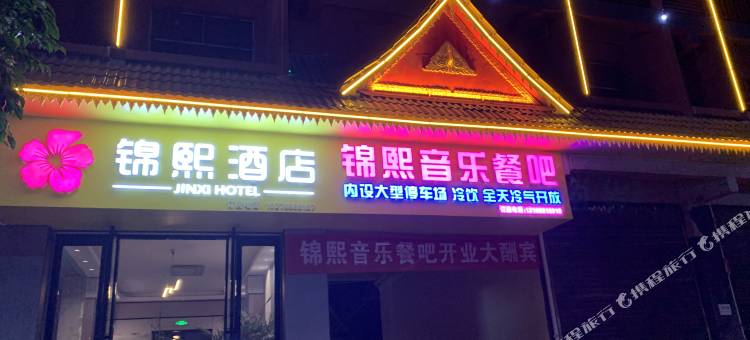 锦熙酒店
JINXI HOTEL
锦熙音乐餐吧
内设大型停车场 冷饮 全天冷气开放
锦熙音乐餐吧开业大酬宾
携程旅行
携程旅行